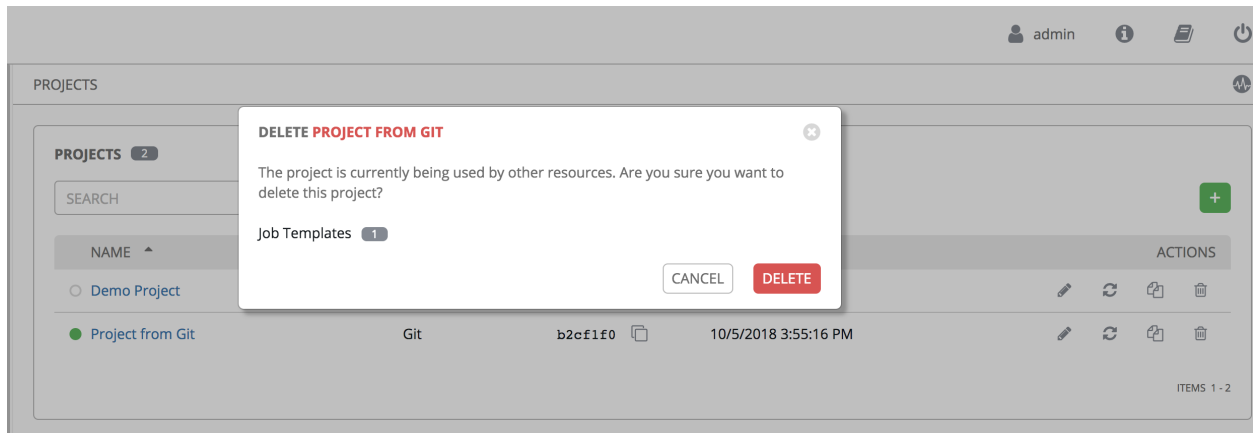 admin
PROJECTS
DELETE PROJECT FROM GIT
The project is currently being used by other resources. Are you sure you want to
delete this project?
Job Templates 1
CANCEL DELETE
PROJECTS 2
SEARCH
+
NAME ACTIONS
Demo Project
Project from Git Git b2cf1f0 10/5/2018 3:55:16 PM
ITEMS 1 - 2